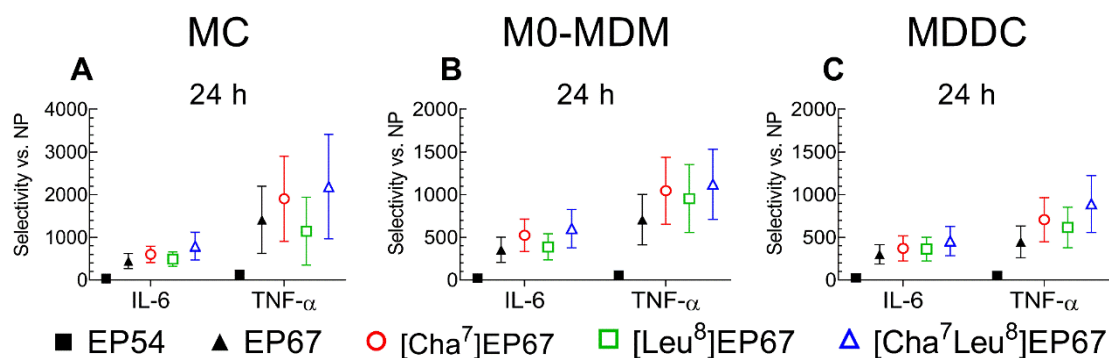 MC M0-MDM MDDC
A B C
24 h 24 h 24 h
Selectivity vs. NP
4000
3000
2000
1000
0
IL-6 TNF-α
Selectivity vs. NP
2000
1500
1000
500
0
IL-6 TNF-α
Selectivity vs. NP
2000
1500
1000
500
0
IL-6 TNF-α
EP54 EP67 [Cha⁷]EP67 [Leu⁸]EP67 [Cha⁷Leu⁸]EP67